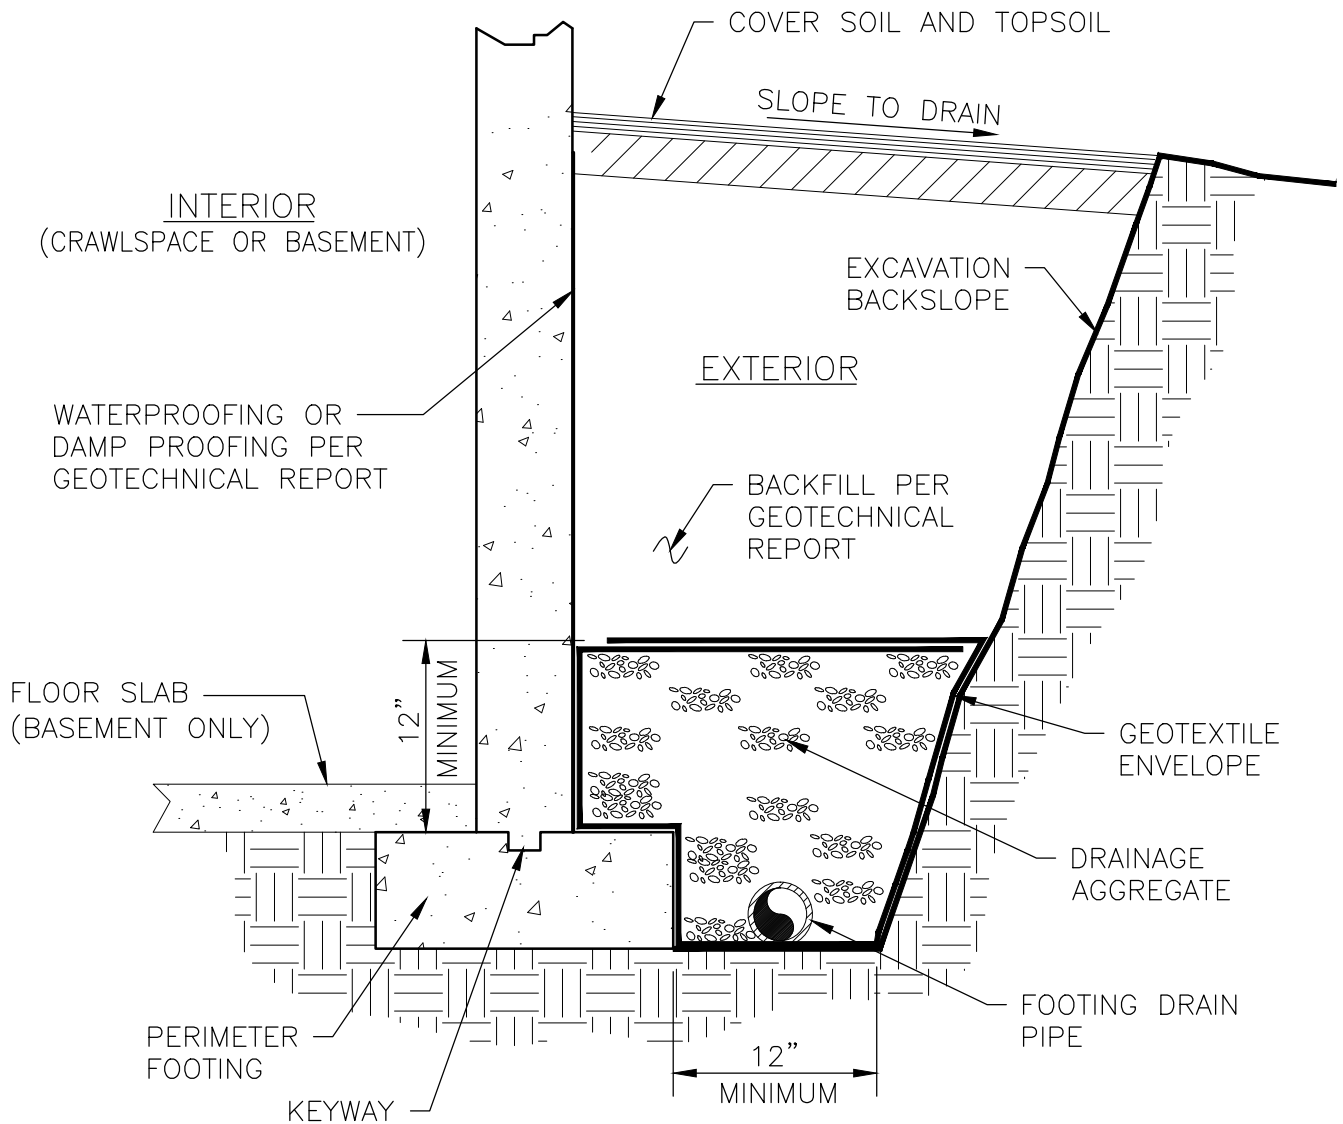 COVER SOIL AND TOPSOIL
SLOPE TO DRAIN
INTERIOR
(CRAWLSPACE OR BASEMENT)
EXCAVATION
BACKSLOPE
EXTERIOR
WATERPROOFING OR
DAMP PROOFING PER
GEOTECHNICAL REPORT
BACKFILL PER
GEOTECHNICAL
REPORT
FLOOR SLAB
(BASEMENT ONLY)
12”
MINIMUM
GEOTEXTILE
ENVELOPE
DRAINAGE
AGGREGATE
FOOTING DRAIN
PIPE
PERIMETER
FOOTING
12”
MINIMUM
KEYWAY